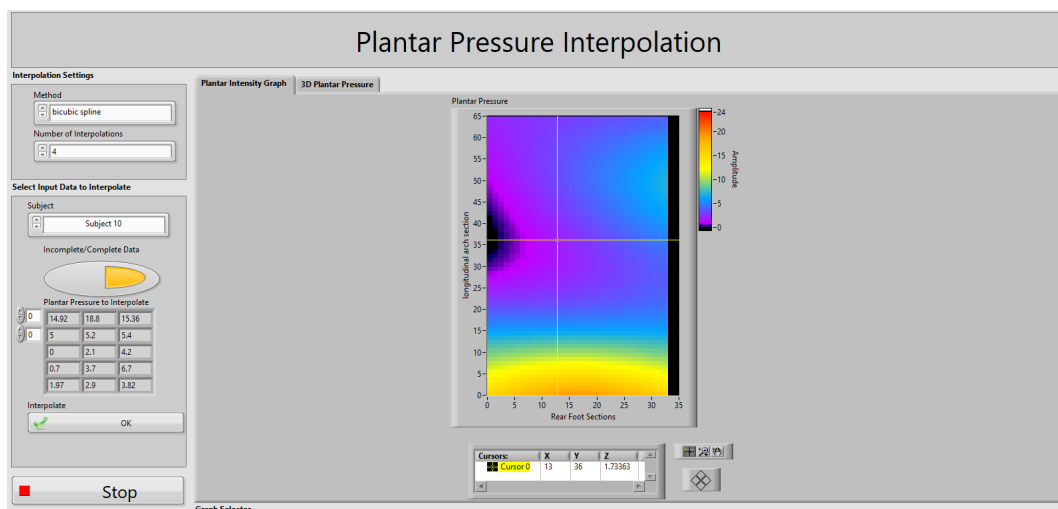 Plantar Pressure Interpolation
Interpolation Settings
Method
bicubic spline
Number of Interpolations
4
Select Input Data to Interpolate
Subject
Subject 10
Incomplete/Complete Data
Plantar Pressure to Interpolate
0 14.92 18.8 15.36
0 5 5.2 5.4
0 2.1 4.2
0.7 3.7 6.7
1.97 2.9 3.82
Interpolate
OK
Stop
Plantar Intensity Graph 3D Plantar Pressure
Plantar Pressure
longitudinal arch section
65-
60-
55-
50-
45-
40-
35-
30-
25-
20-
15-
10-
5-
0-
0 5 10 15 20 25 30 35
Rear Foot Sections
-24
-20
-15
-10
-5
-0
Amplitude
Cursors: X Y Z
Cursor 0 13 36 1.73363
Graph Selector